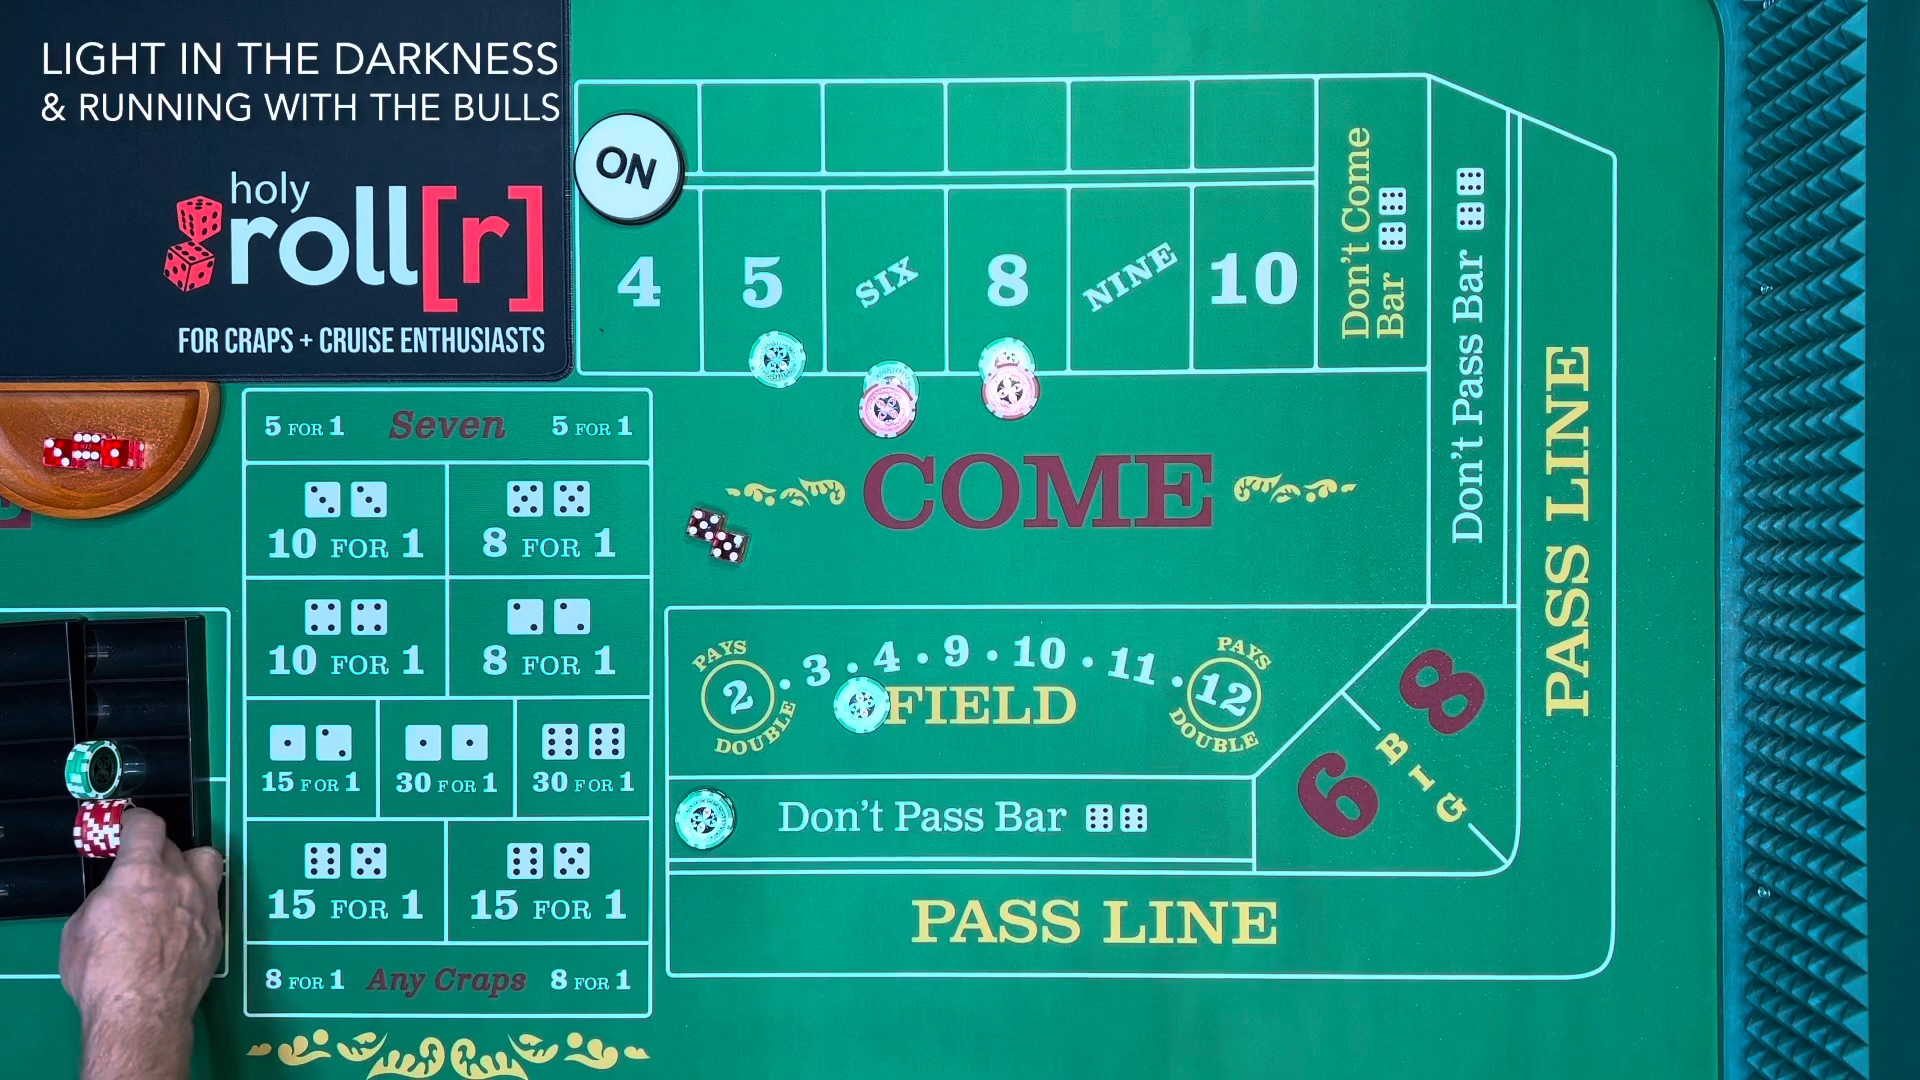 LIGHT IN THE DARKNESS
& RUNNING WITH THE BULLS
holy
roll[r]
FOR CRAPS + CRUISE ENTHUSIASTS
ON
4 5 SIX 8 NINE 10
Don't Come
Bar
Don't Pass Bar
PASS LINE
COME
5 FOR 1 Seven 5 FOR 1
10 FOR 1 8 FOR 1
10 FOR 1 8 FOR 1
15 FOR 1 30 FOR 1 30 FOR 1
15 FOR 1 15 FOR 1
8 FOR 1 Any Craps 8 FOR 1
PAYS
2
DOUBLE
· 3 · 4 · 9 · 10 · 11 ·
FIELD
PAYS
12
DOUBLE
Don't Pass Bar
PASS LINE
6 8
BIG